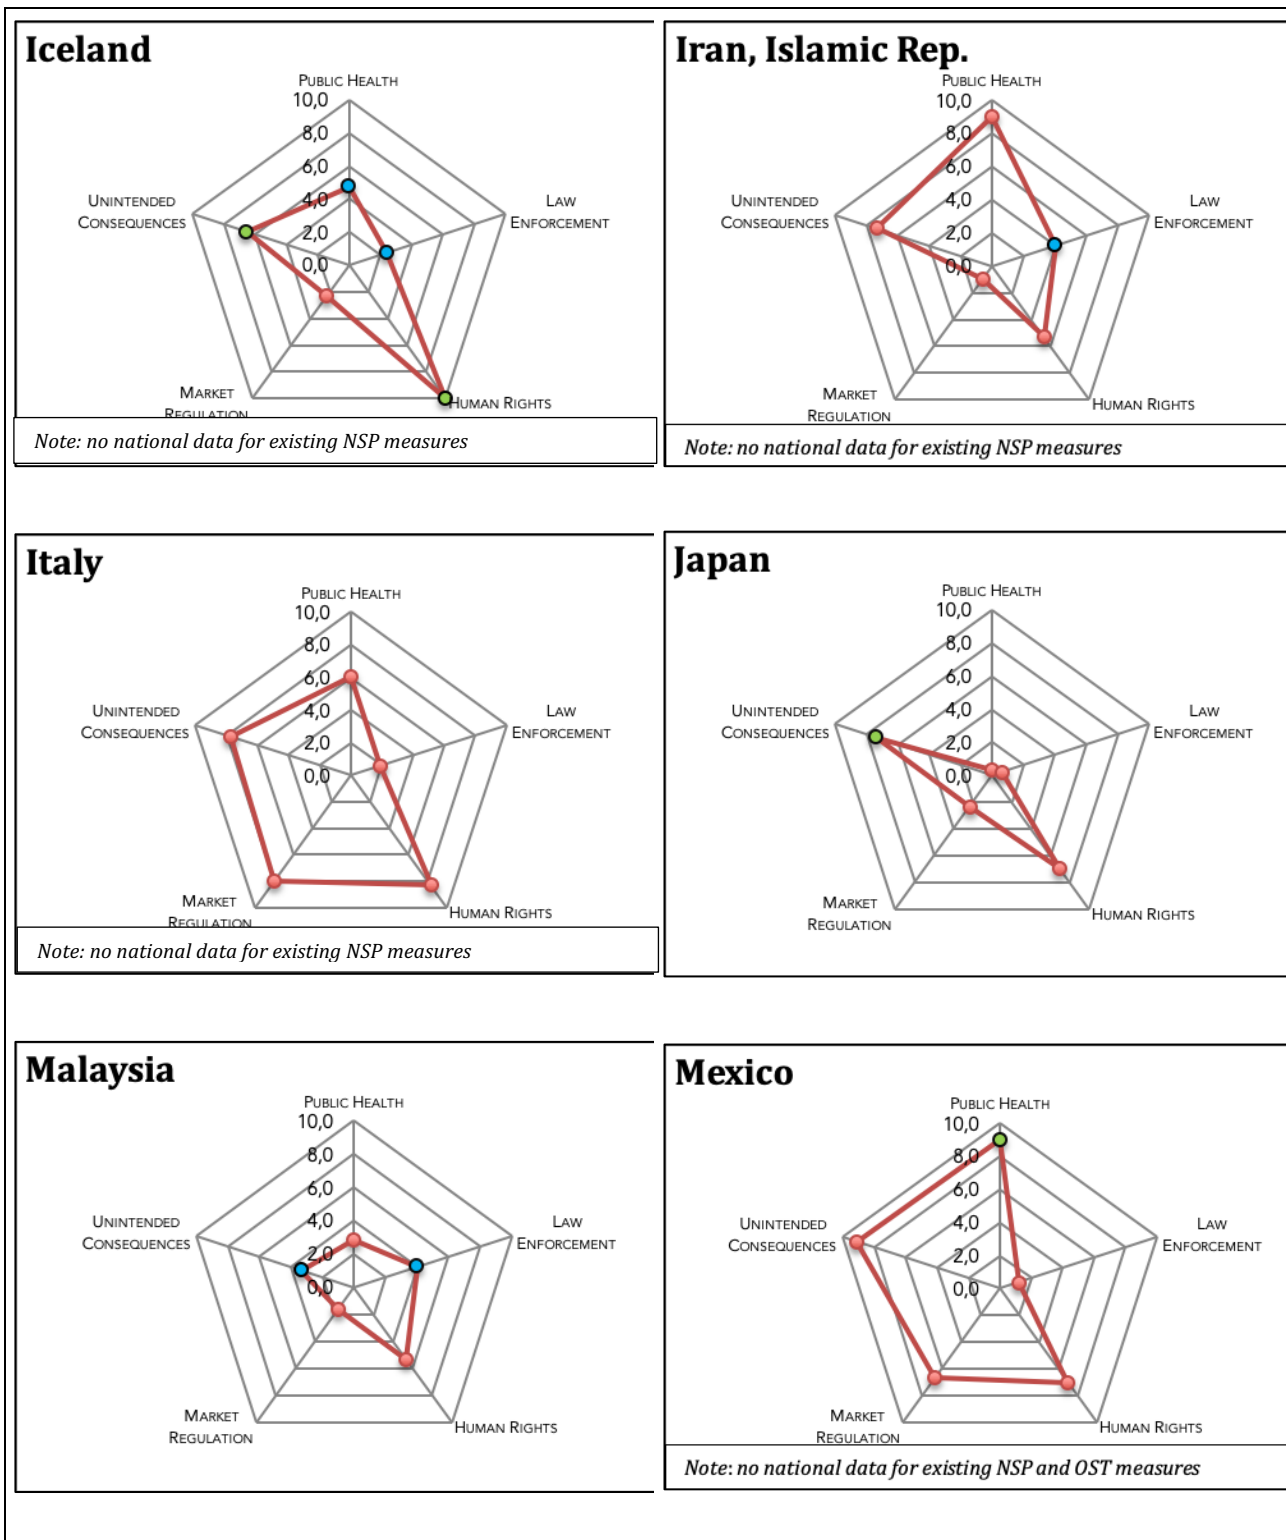 Iceland
PUBLIC HEALTH
10,0
8,0
6,0
4,0
2,0
0,0
UNINTENDED
CONSEQUENCES
LAW
ENFORCEMENT
MARKET
REGULATION
HUMAN RIGHTS
Note: no national data for existing NSP measures
Iran, Islamic Rep.
PUBLIC HEALTH
10,0
8,0
6,0
4,0
2,0
0,0
UNINTENDED
CONSEQUENCES
LAW
ENFORCEMENT
MARKET
REGULATION
HUMAN RIGHTS
Note: no national data for existing NSP measures
Italy
PUBLIC HEALTH
10,0
8,0
6,0
4,0
2,0
0,0
UNINTENDED
CONSEQUENCES
LAW
ENFORCEMENT
MARKET
REGULATION
HUMAN RIGHTS
Note: no national data for existing NSP measures
Japan
PUBLIC HEALTH
10,0
8,0
6,0
4,0
2,0
0,0
UNINTENDED
CONSEQUENCES
LAW
ENFORCEMENT
MARKET
REGULATION
HUMAN RIGHTS
Malaysia
PUBLIC HEALTH
10,0
8,0
6,0
4,0
2,0
0,0
UNINTENDED
CONSEQUENCES
LAW
ENFORCEMENT
MARKET
REGULATION
HUMAN RIGHTS
Mexico
PUBLIC HEALTH
10,0
8,0
6,0
4,0
2,0
0,0
UNINTENDED
CONSEQUENCES
LAW
ENFORCEMENT
MARKET
REGULATION
HUMAN RIGHTS
Note: no national data for existing NSP and OST measures